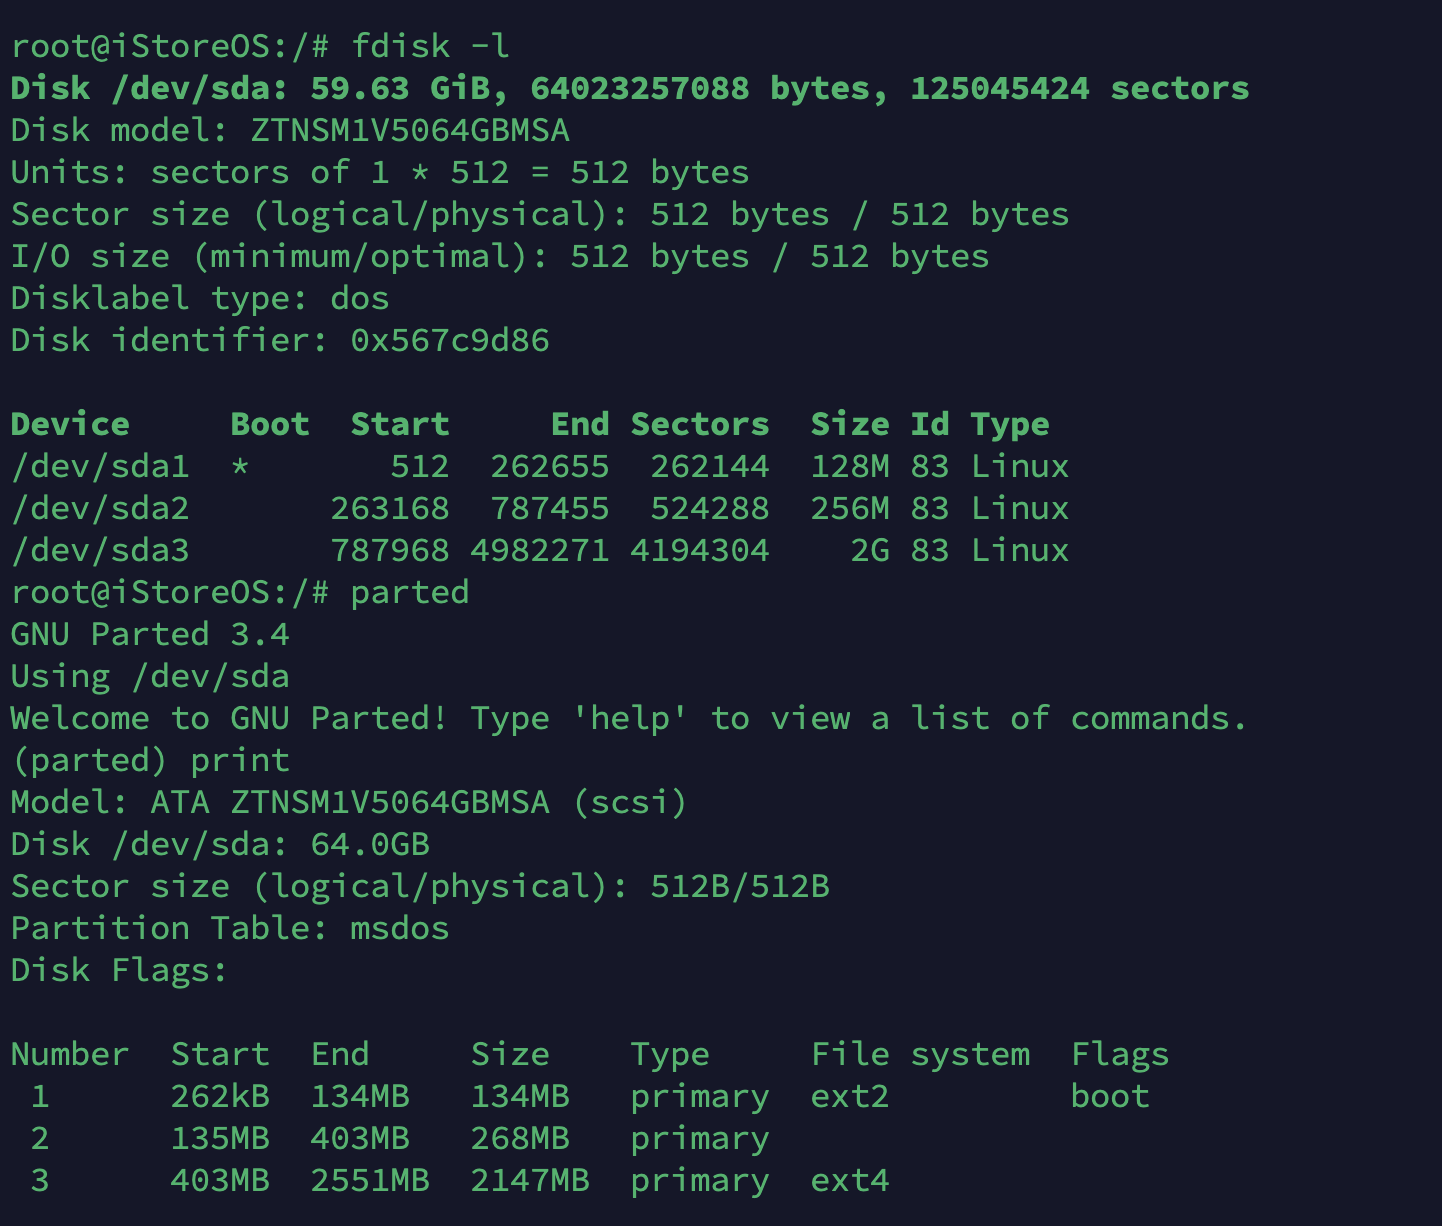 root@iStoreOS:/# fdisk -l
Disk /dev/sda: 59.63 GiB, 64023257088 bytes, 125045424 sectors
Disk model: ZTNSM1V5064GBMSA
Units: sectors of 1 * 512 = 512 bytes
Sector size (logical/physical): 512 bytes / 512 bytes
I/O size (minimum/optimal): 512 bytes / 512 bytes
Disklabel type: dos
Disk identifier: 0x567c9d86

Device     Boot  Start     End Sectors  Size Id Type
/dev/sda1  *       512  262655  262144  128M 83 Linux
/dev/sda2       263168  787455  524288  256M 83 Linux
/dev/sda3       787968 4982271 4194304    2G 83 Linux
root@iStoreOS:/# parted
GNU Parted 3.4
Using /dev/sda
Welcome to GNU Parted! Type 'help' to view a list of commands.
(parted) print
Model: ATA ZTNSM1V5064GBMSA (scsi)
Disk /dev/sda: 64.0GB
Sector size (logical/physical): 512B/512B
Partition Table: msdos
Disk Flags:

Number  Start   End     Size    Type     File system  Flags
 1      262kB   134MB   134MB   primary  ext2         boot
 2      135MB   403MB   268MB   primary
 3      403MB   2551MB  2147MB  primary  ext4